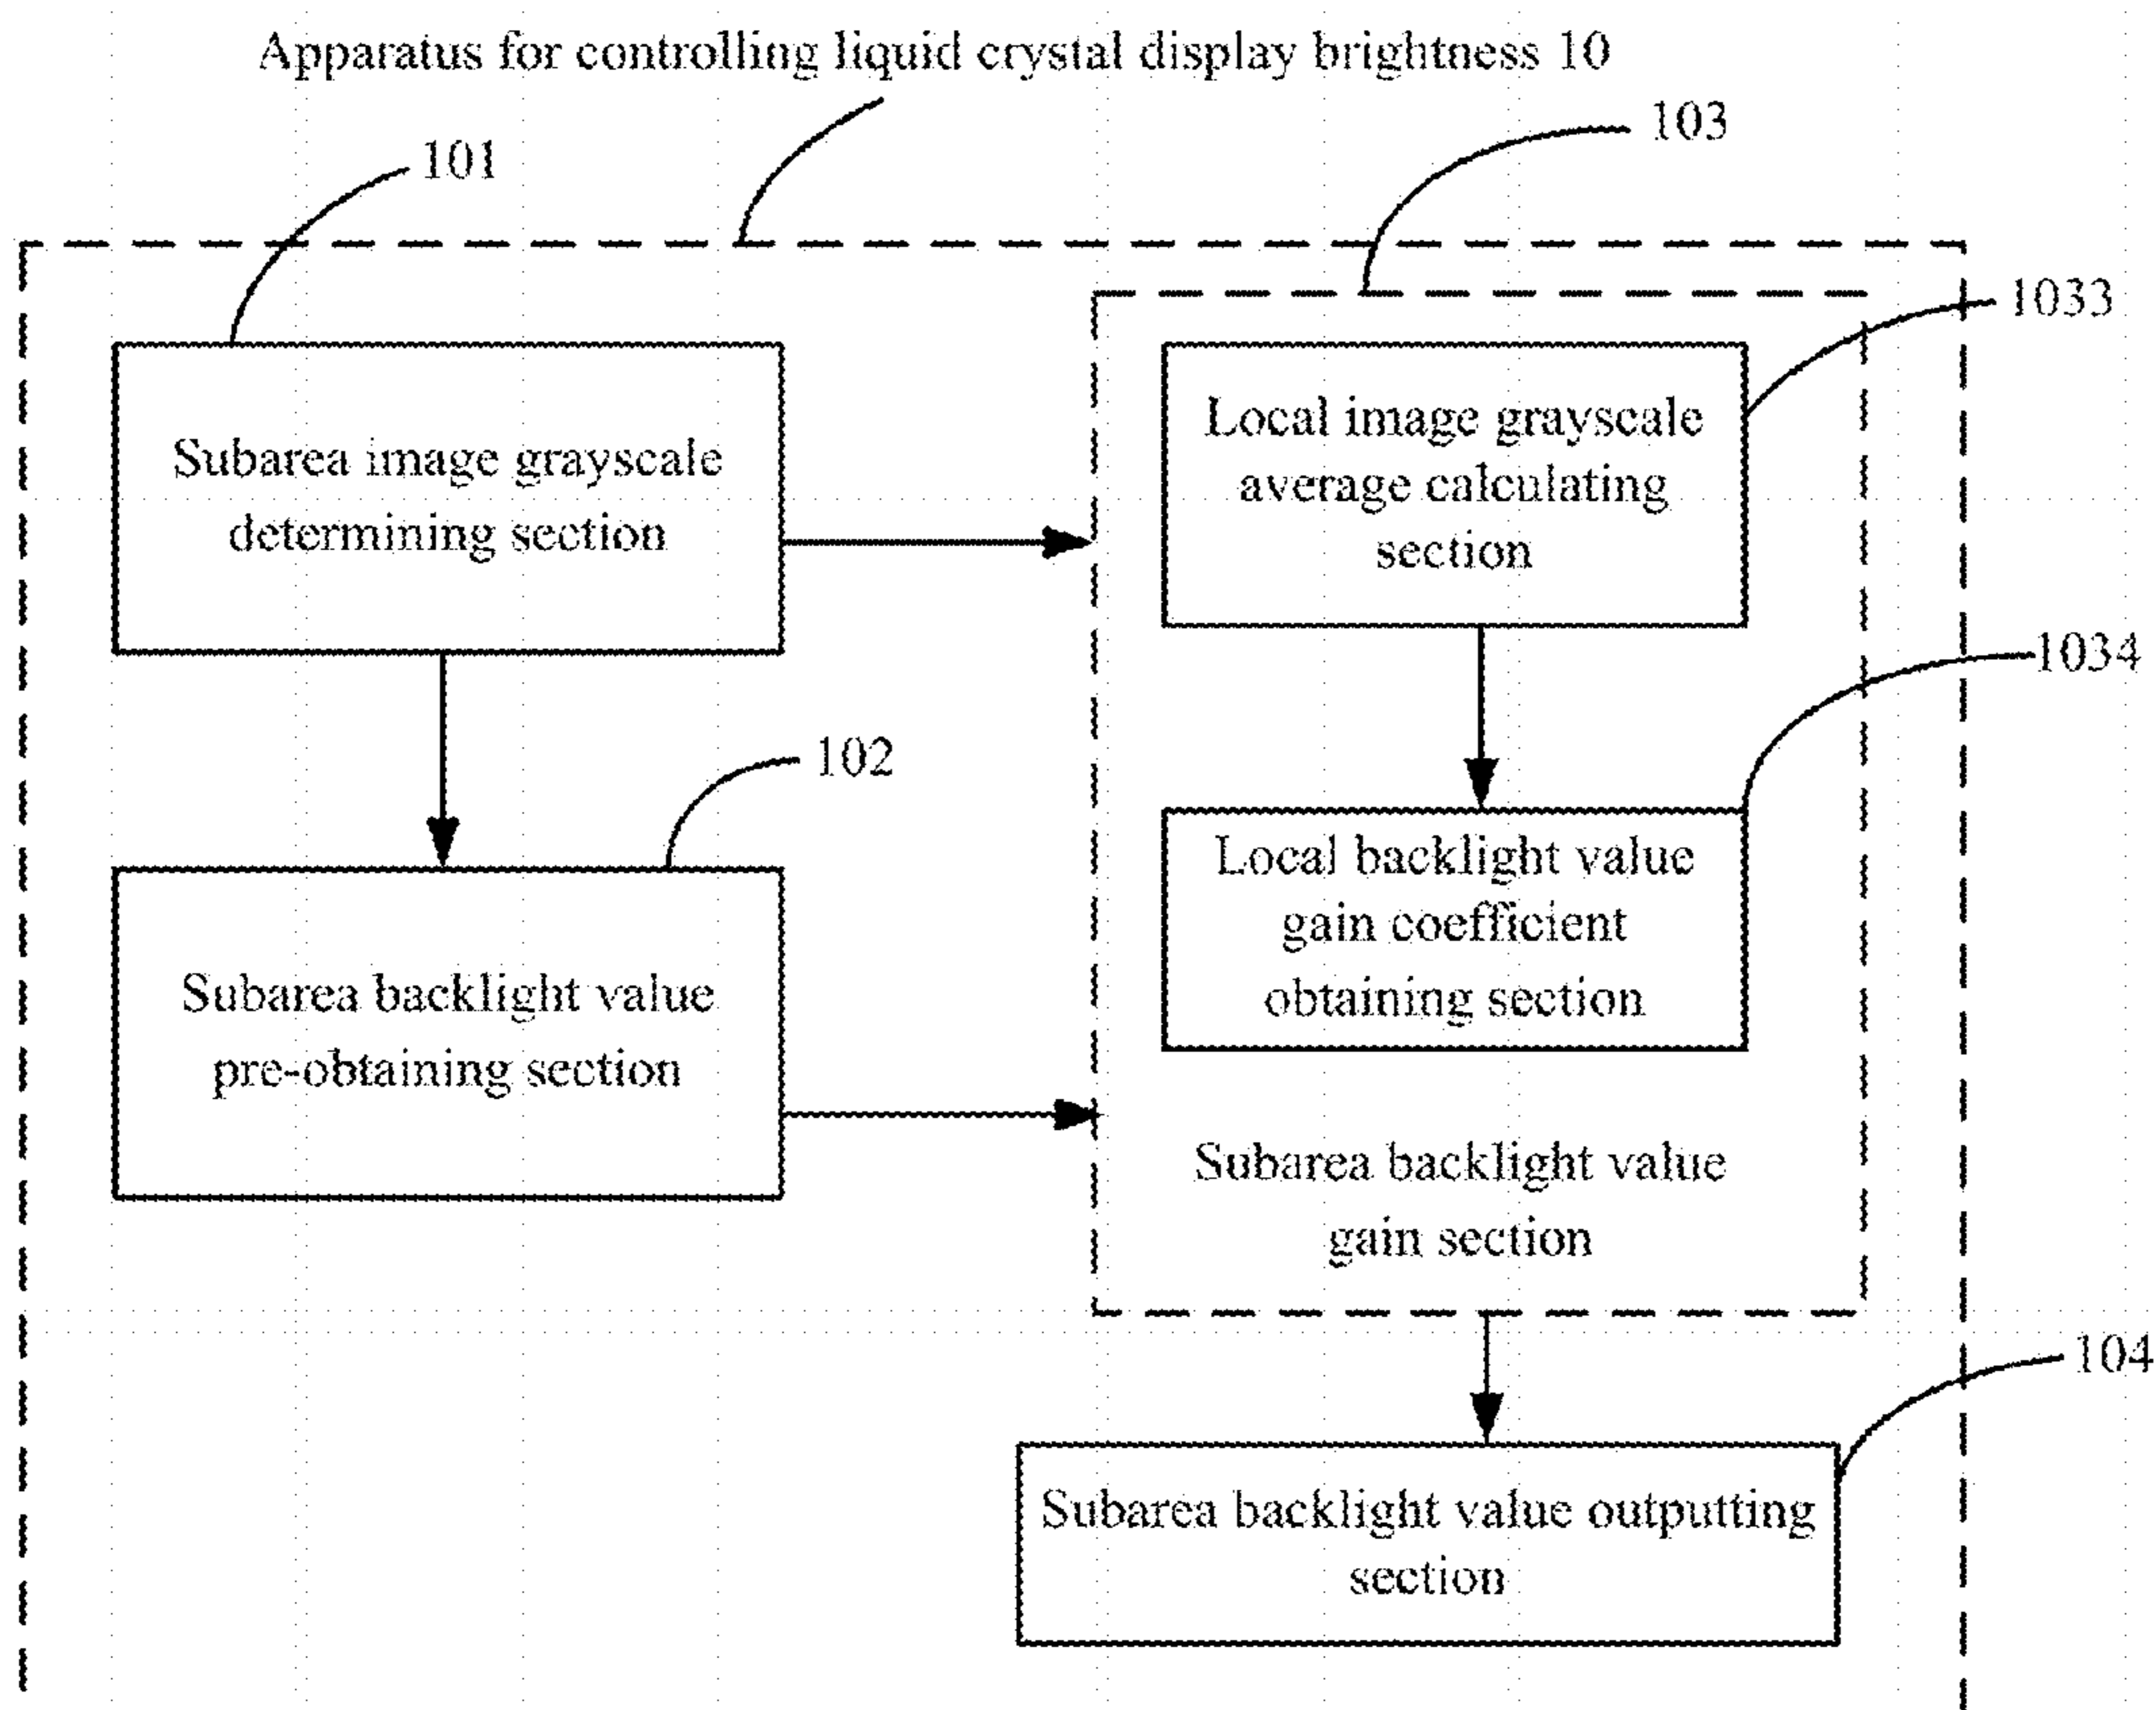 Apparatus for controlling liquid crystal display brightness 10
103
101
1033
Subarea image grayscale
determining section
Local image grayscale
average calculating
section
1034
102
Local backlight value
gain coefficient
obtaining section
Subarea backlight value
pre-obtaining section
Subarea backlight value
gain section
104
Subarea backlight value outputting
section